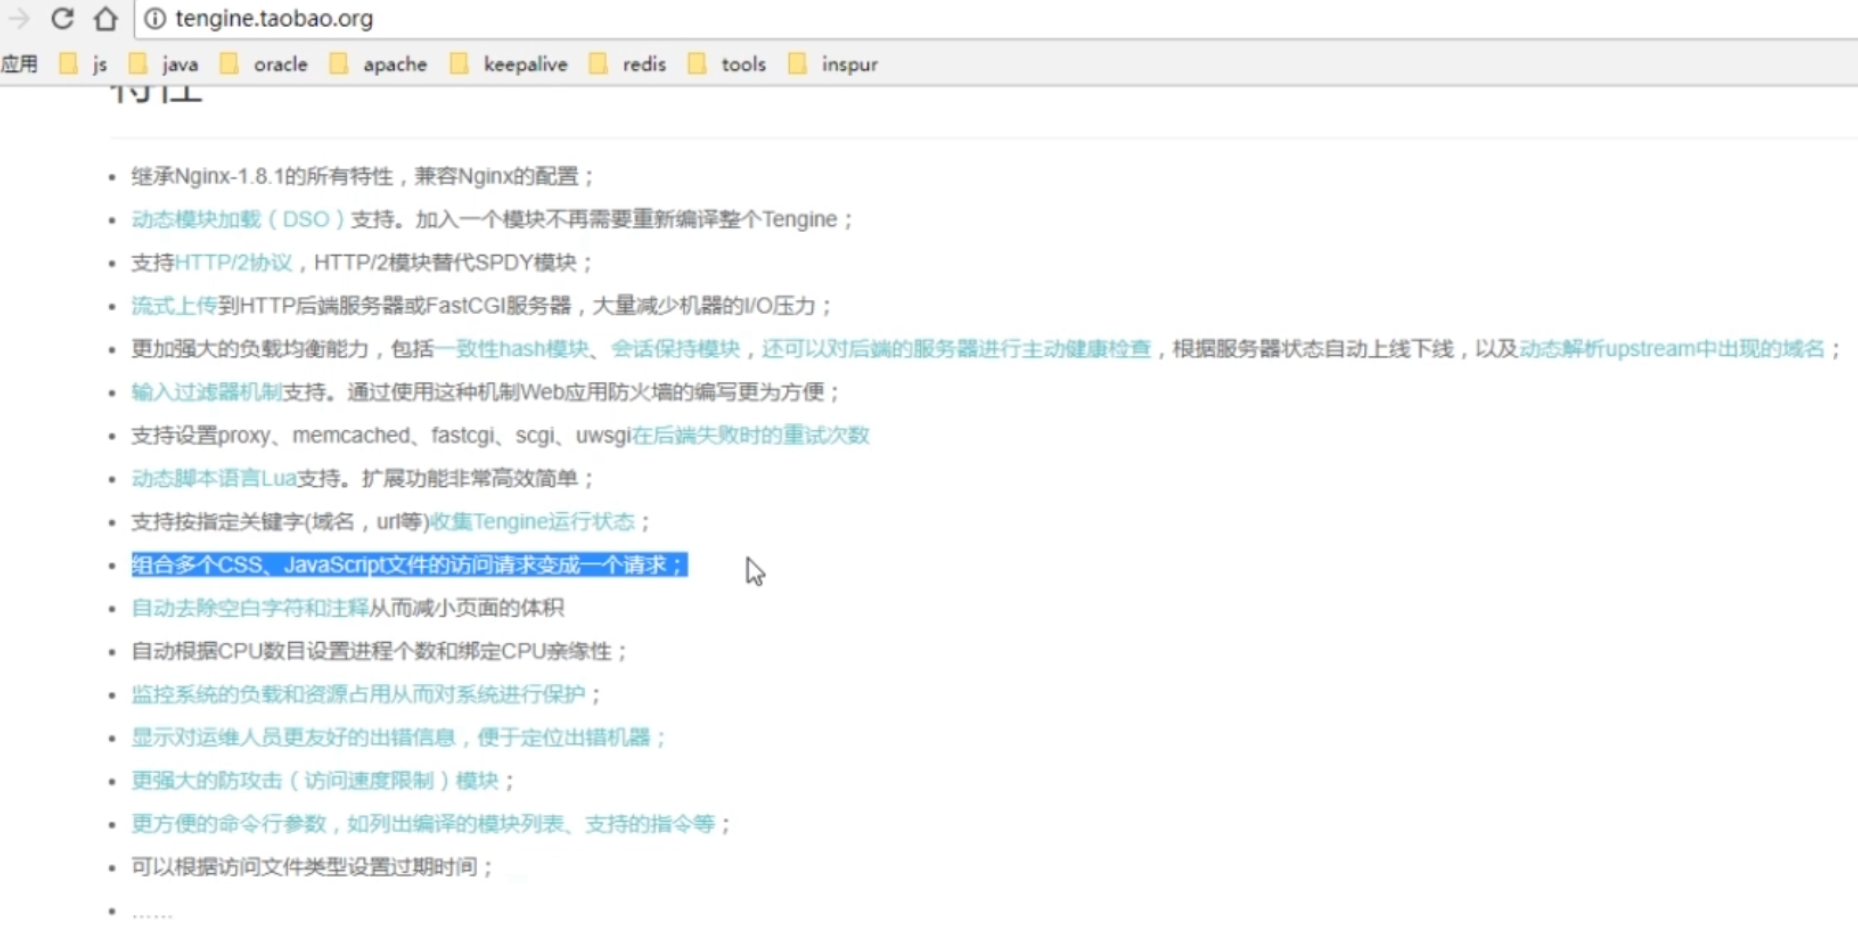 tengine.taobao.org
应用 js java oracle apache keepalive redis tools inspur
特性
继承Nginx-1.8.1的所有特性，兼容Nginx的配置；
动态模块加载（DSO）支持。加入一个模块不再需要重新编译整个Tengine；
支持HTTP/2协议，HTTP/2模块替代SPDY模块；
流式上传到HTTP后端服务器或FastCGI服务器，大量减少机器的I/O压力；
更加强大的负载均衡能力，包括一致性hash模块、会话保持模块，还可以对后端的服务器进行主动健康检查，根据服务器状态自动上线下线，以及动态解析upstream中出现的域名；
输入过滤器机制支持。通过使用这种机制Web应用防火墙的编写更为方便；
支持设置proxy、memcached、fastcgi、scgi、uwsgi在后端失败时的重试次数
动态脚本语言Lua支持。扩展功能非常高效简单；
支持按指定关键字(域名，url等)收集Tengine运行状态；
组合多个CSS、JavaScript文件的访问请求变成一个请求；
自动去除空白字符和注释从而减小页面的体积
自动根据CPU数目设置进程个数和绑定CPU亲缘性；
监控系统的负载和资源占用从而对系统进行保护；
显示对运维人员更友好的出错信息，便于定位出错机器；
更强大的防攻击（访问速度限制）模块；
更方便的命令行参数，如列出编译的模块列表、支持的指令等；
可以根据访问文件类型设置过期时间；
……